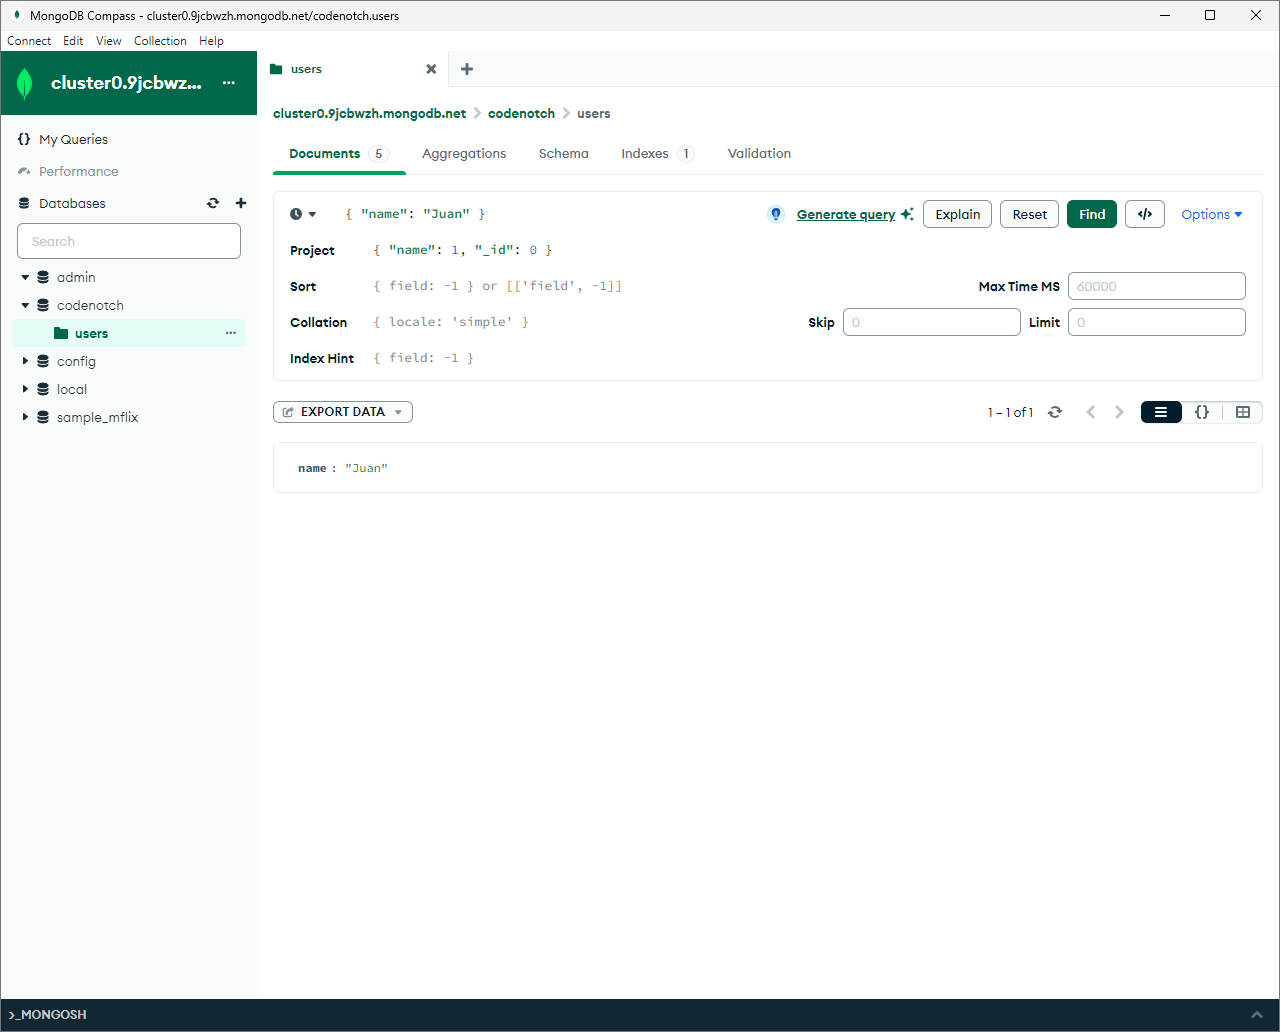 MongoDB Compass - cluster0.9jcbwzh.mongodb.net/codenotch.users
Connect Edit View Collection Help
cluster0.9jcbwz...
users
My Queries
Performance
Databases
Search
admin
codenotch
users
config
local
sample_mflix
cluster0.9jcbwzh.mongodb.net > codenotch > users
Documents 5 Aggregations Schema Indexes 1 Validation
{ "name": "Juan" }
Generate query Explain Reset Find </> Options
Project { "name": 1, "_id": 0 }
Sort { field: -1 } or [['field', -1]] Max Time MS 60000
Collation { locale: 'simple' } Skip 0 Limit 0
Index Hint { field: -1 }
EXPORT DATA 1 – 1 of 1
name : "Juan"
>_MONGOSH